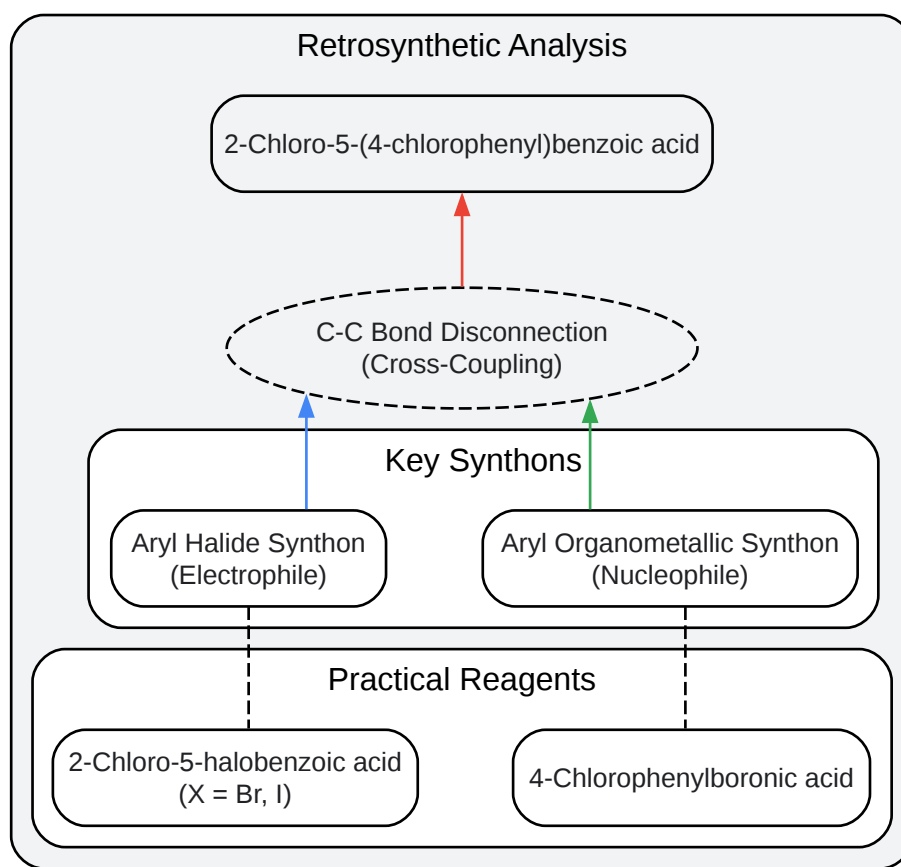 Retrosynthetic Analysis
2-Chloro-5-(4-chlorophenyl)benzoic acid
C-C Bond Disconnection
(Cross-Coupling)
Key Synthons
Aryl Halide Synthon
(Electrophile)
Aryl Organometallic Synthon
(Nucleophile)
Practical Reagents
2-Chloro-5-halobenzoic acid
(X = Br, I)
4-Chlorophenylboronic acid